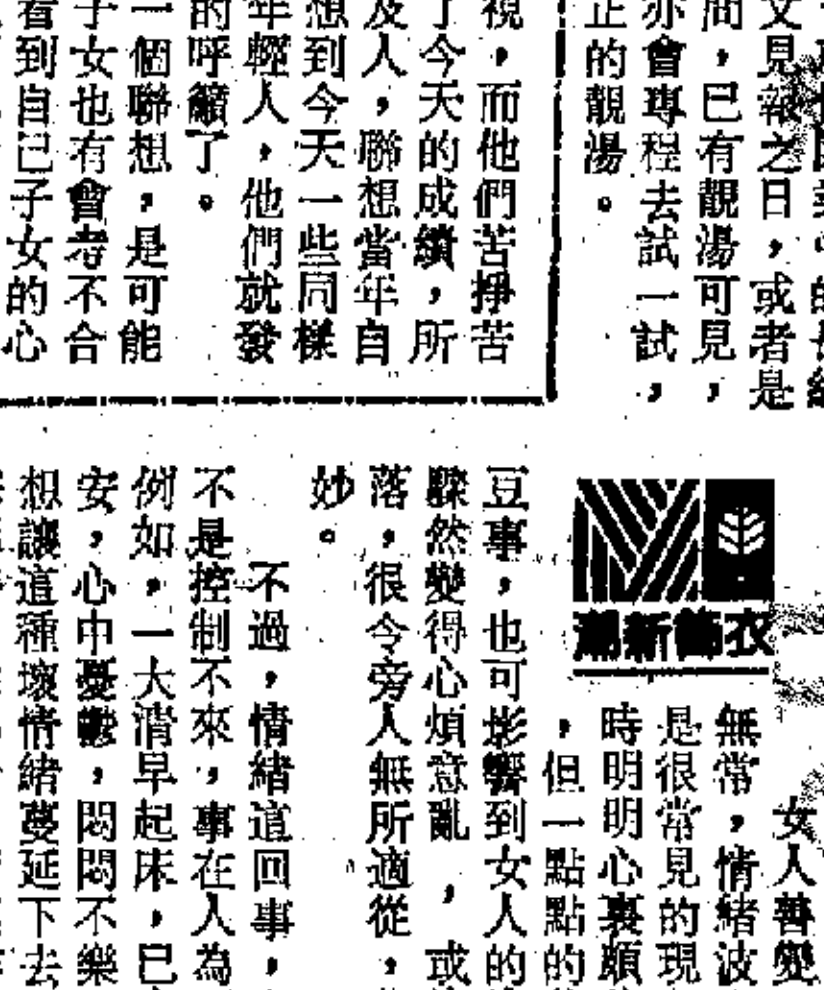 文見報之日，或者是
間，已有靚湯可見，
亦會專程去試一試，
正的靚湯。
視，而他們苦掙苦
了今天的成績，所
及人，聯想當年自
想到今天一些同樣
年輕人，他們就發
的呼籲了。
一個聯想，是可能
子女也有會者不合
看到自己子女的心
衣飾新潮
女人善變
無常，情緒波
是很常見的現
時明明心裏頗
，但一點點的
豆事，也可影響到女人的
驟然變得心煩意亂，或
落，很令旁人無所適從，
妙。
不過，情緒這回事，
不是控制不來，事在人為
例如，一大清早起床，已
安，心中憂鬱，悶悶不樂
想讓這種壞情緒蔓延下去